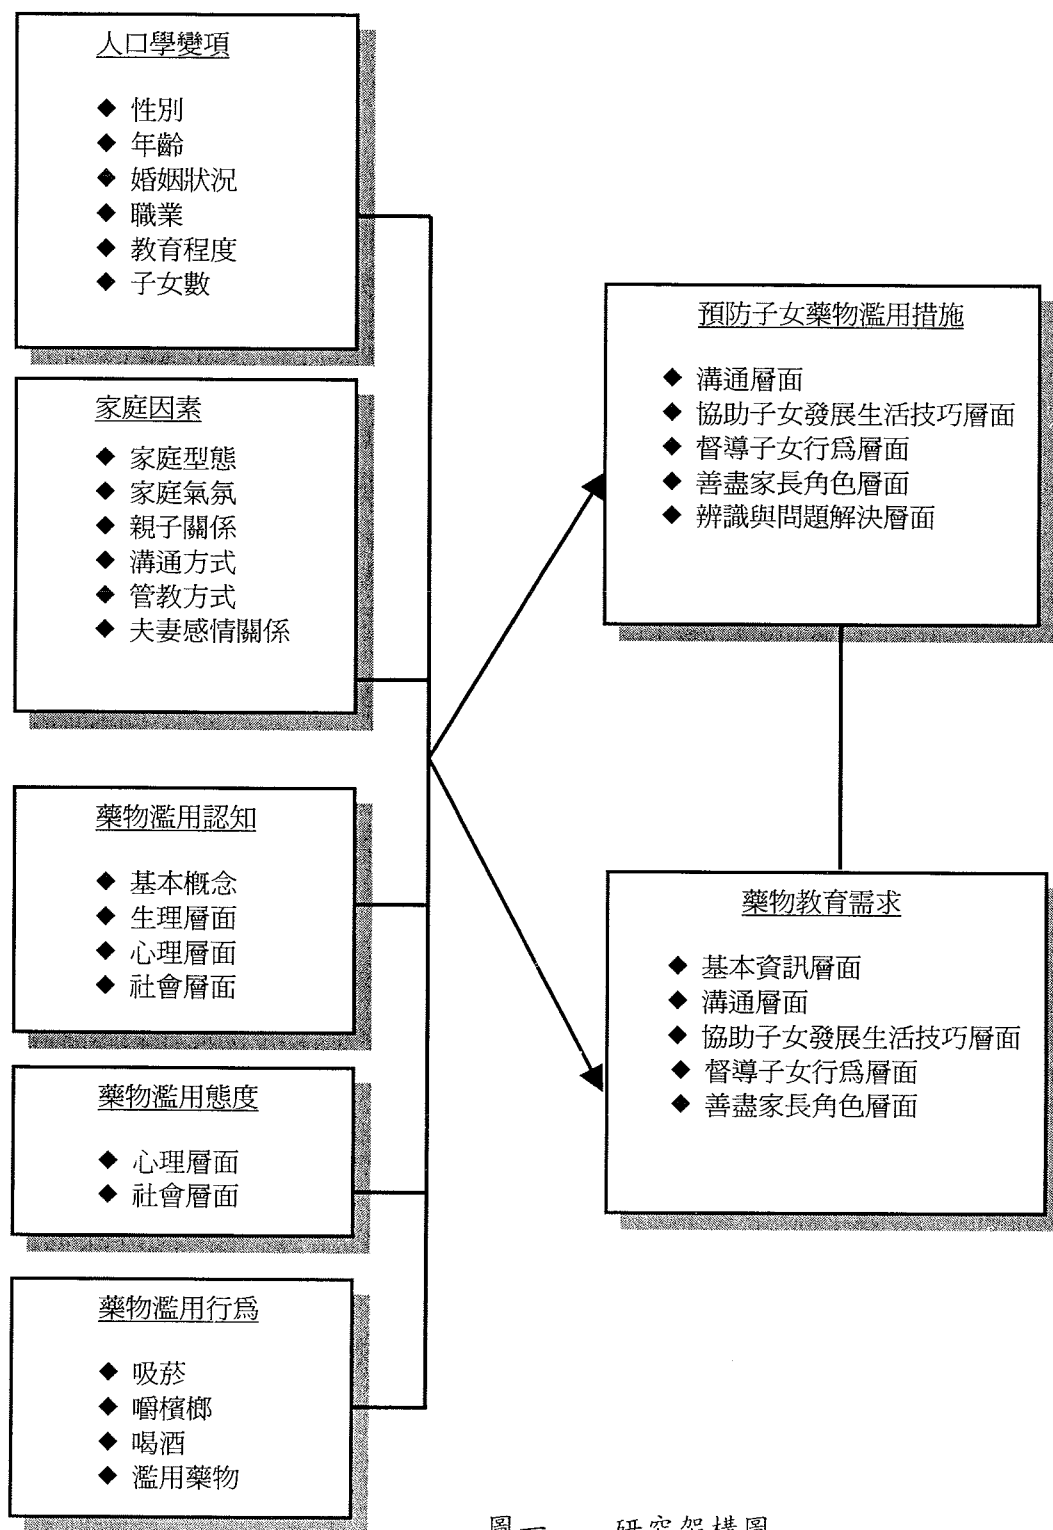 人口學變項
◆ 性別
◆ 年齡
◆ 婚姻狀況
◆ 職業
◆ 教育程度
◆ 子女數
家庭因素
◆ 家庭型態
◆ 家庭氣氛
◆ 親子關係
◆ 溝通方式
◆ 管教方式
◆ 夫妻感情關係
藥物濫用認知
◆ 基本概念
◆ 生理層面
◆ 心理層面
◆ 社會層面
藥物濫用態度
◆ 心理層面
◆ 社會層面
藥物濫用行爲
◆ 吸菸
◆ 嚼檳榔
◆ 喝酒
◆ 濫用藥物
預防子女藥物濫用措施
◆ 溝通層面
◆ 協助子女發展生活技巧層面
◆ 督導子女行爲層面
◆ 善盡家長角色層面
◆ 辨識與問題解決層面
藥物教育需求
◆ 基本資訊層面
◆ 溝通層面
◆ 協助子女發展生活技巧層面
◆ 督導子女行爲層面
◆ 善盡家長角色層面
圖一 研究架構圖